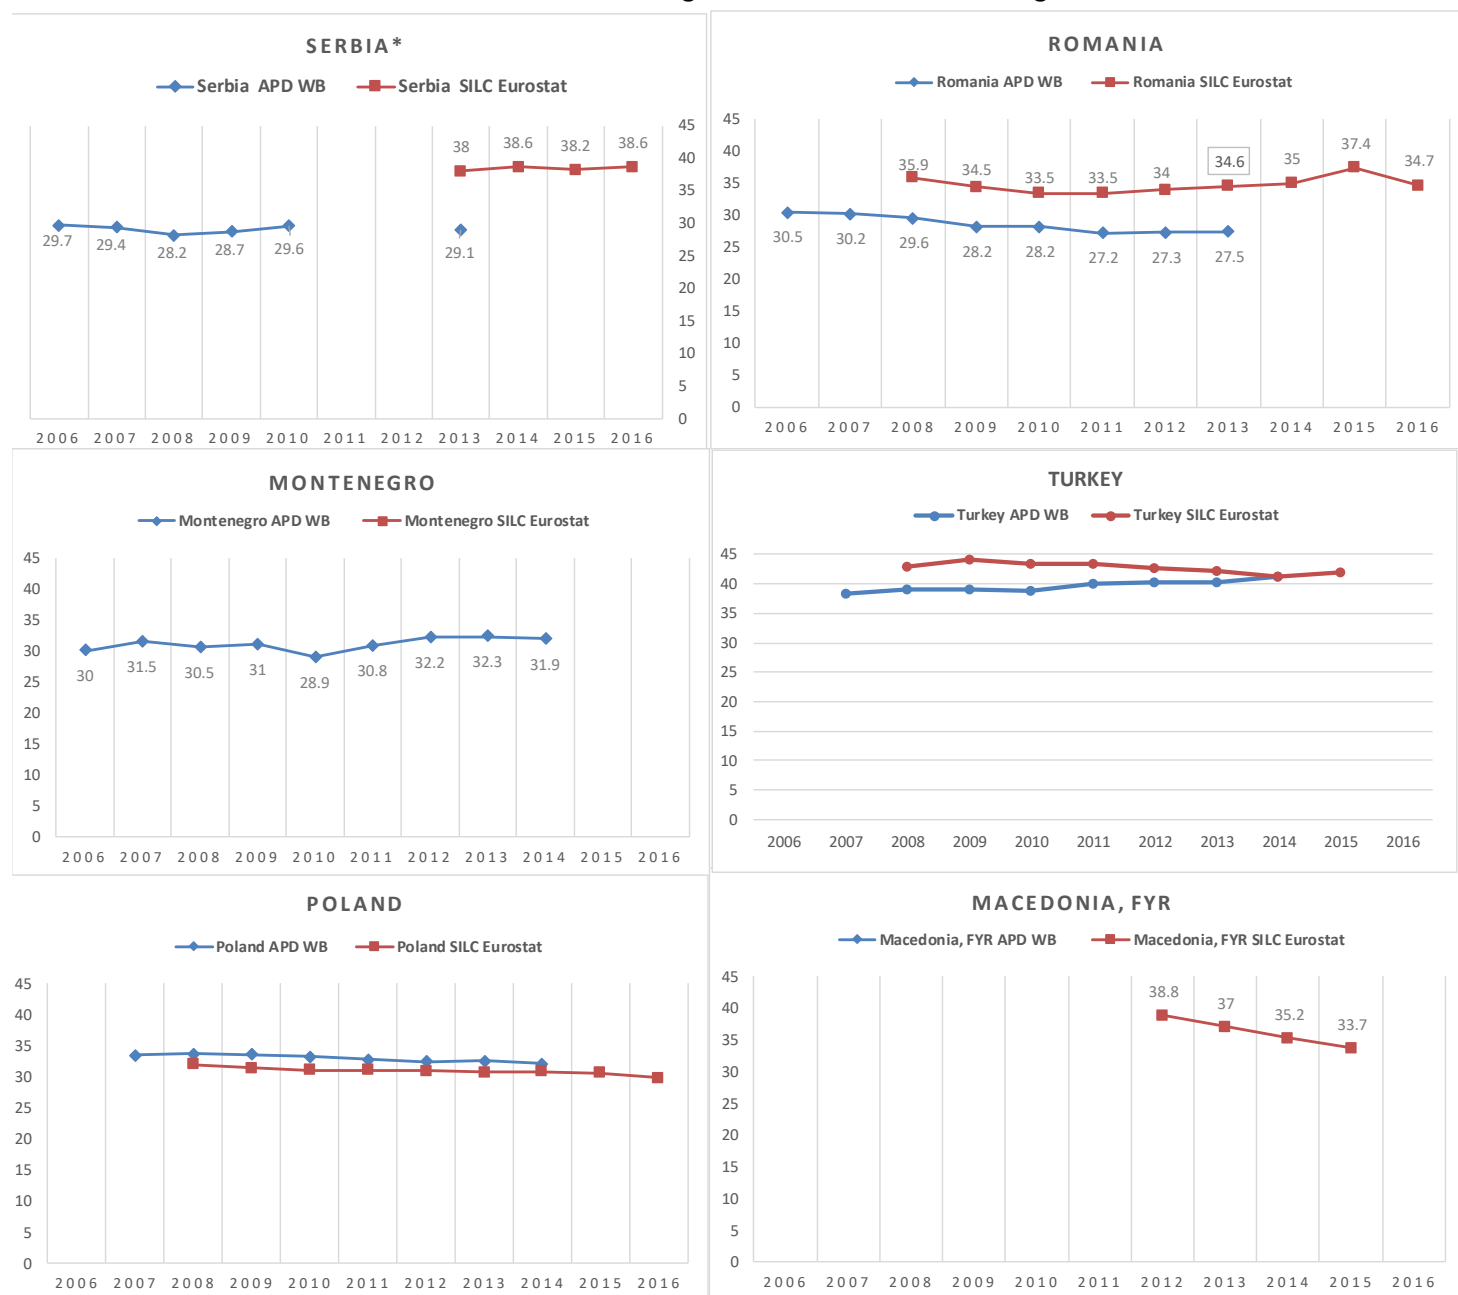 SERBIA*
Serbia APD WB Serbia SILC Eurostat
45
40
35
30
25
20
15
10
5
0
38 38.6 38.2 38.6
29.7 29.4 28.2 28.7 29.6 29.1
2006 2007 2008 2009 2010 2011 2012 2013 2014 2015 2016
ROMANIA
Romania APD WB Romania SILC Eurostat
45
40
35
30
25
20
15
10
5
0
35.9 34.5 33.5 33.5 34 34.6 35 37.4 34.7
30.5 30.2 29.6 28.2 28.2 27.2 27.3 27.5
2006 2007 2008 2009 2010 2011 2012 2013 2014 2015 2016
MONTENEGRO
Montenegro APD WB Montenegro SILC Eurostat
45
40
35
30
25
20
15
10
5
0
30 31.5 30.5 31 28.9 30.8 32.2 32.3 31.9
2006 2007 2008 2009 2010 2011 2012 2013 2014 2015 2016
TURKEY
Turkey APD WB Turkey SILC Eurostat
45
40
35
30
25
20
15
10
5
0
2006 2007 2008 2009 2010 2011 2012 2013 2014 2015 2016
POLAND
Poland APD WB Poland SILC Eurostat
45
40
35
30
25
20
15
10
5
0
2006 2007 2008 2009 2010 2011 2012 2013 2014 2015 2016
MACEDONIA, FYR
Macedonia, FYR APD WB Macedonia, FYR SILC Eurostat
45
40
35
30
25
20
15
10
5
0
38.8 37 35.2 33.7
2006 2007 2008 2009 2010 2011 2012 2013 2014 2015 2016